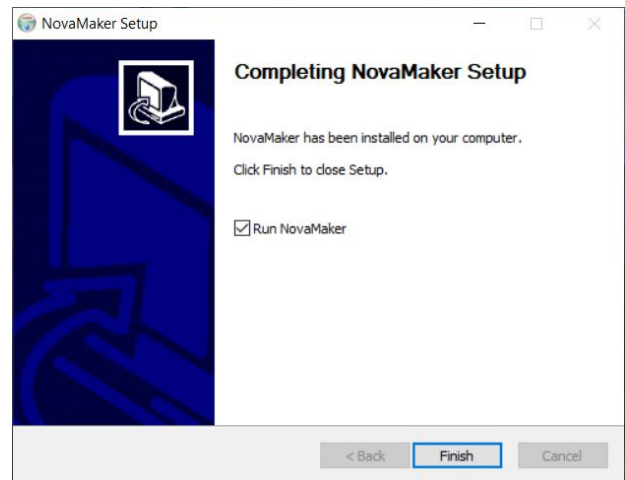 NovaMaker Setup
Completing NovaMaker Setup
NovaMaker has been installed on your computer.
Click Finish to close Setup.
Run NovaMaker
< Back Finish Cancel